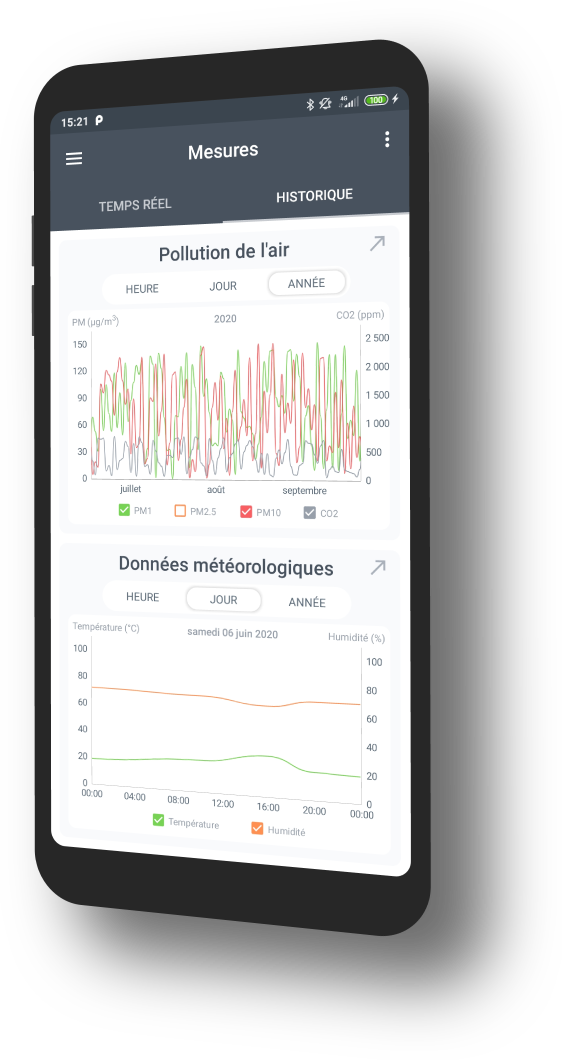 15:21 4G 100
Mesures
TEMPS RÉEL HISTORIQUE
Pollution de l'air
HEURE JOUR ANNÉE
PM (µg/m³) 2020 CO2 (ppm)
150
120
90
60
30
0
2 500
2 000
1 500
1 000
500
0
juillet août septembre
PM1 PM2.5 PM10 CO2
Données météorologiques
HEURE JOUR ANNÉE
Température (°C) samedi 06 juin 2020 Humidité (%)
100
80
60
40
20
0
100
80
60
40
20
0
00:00 04:00 08:00 12:00 16:00 20:00 00:00
Température Humidité